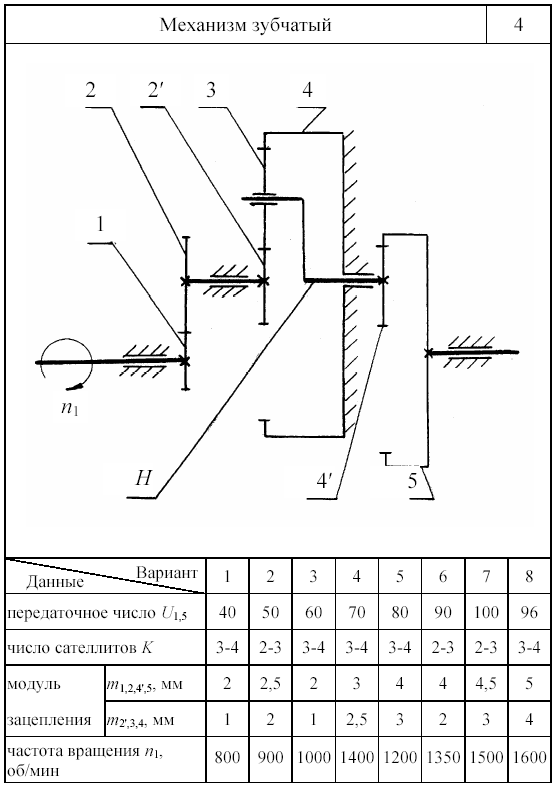 Механизм зубчатый 4
2 2′ 3 4
1
n1
H 4′ 5
Данные Вариант 1 2 3 4 5 6 7 8
передаточное число U1,5 40 50 60 70 80 90 100 96
число сателлитов K 3-4 2-3 3-4 3-4 3-4 2-3 2-3 3-4
модуль m1,2,4′,5, мм 2 2,5 2 3 4 4 4,5 5
зацепления m2′,3,4, мм 1 2 1 2,5 3 2 3 4
частота вращения n1, 800 900 1000 1400 1200 1350 1500 1600
об/мин